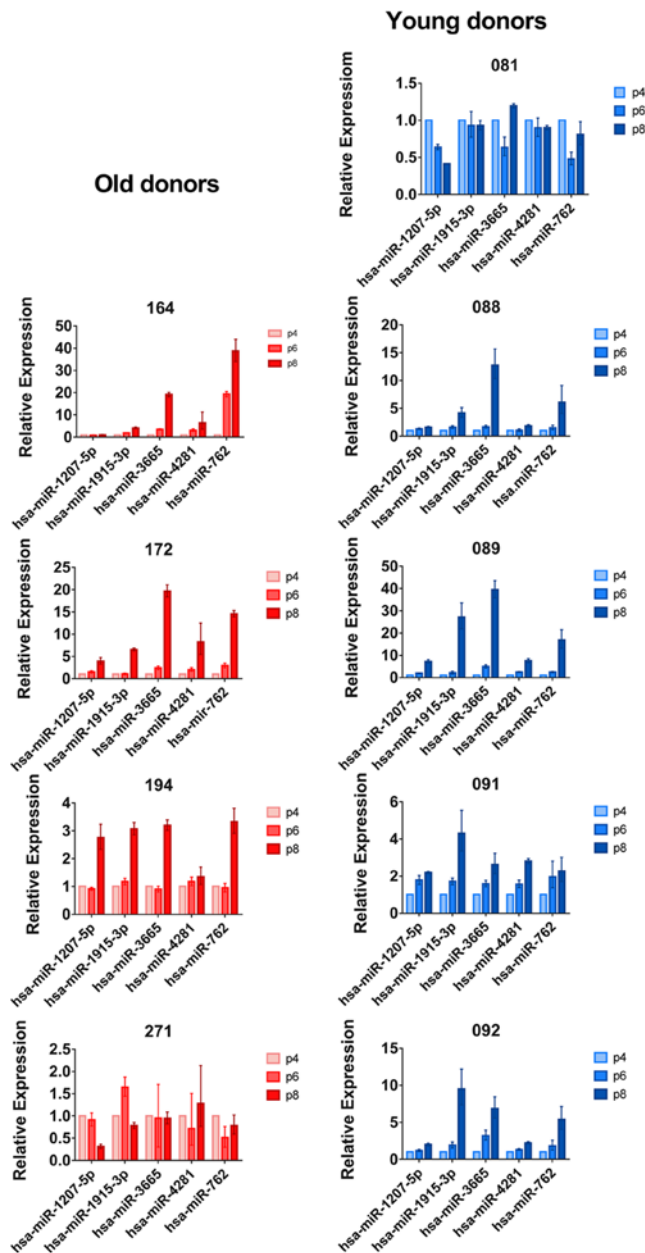 Young donors
081
Relative Expressiom
1.5
1.0
0.5
0.0
p4
p6
p8
hsa-miR-1207-5p
hsa-miR-1915-3p
hsa-miR-3665
hsa-miR-4281
hsa-miR-762
Old donors
164
Relative Expression
50
40
30
20
10
0
p4
p6
p8
hsa-miR-1207-5p
hsa-miR-1915-3p
hsa-miR-3665
hsa-miR-4281
hsa-miR-762
088
Relative Expression
20
15
10
5
0
p4
p6
p8
hsa-miR-1207-5p
hsa-miR-1915-3p
hsa-miR-3665
hsa-miR-4281
hsa.miR-762
172
Relative Expression
25
20
15
10
5
0
p4
p6
p8
hsa-miR-1207-5p
hsa-miR-1915-3p
hsa-miR-3665
hsa-miR-4281
hsa-mir-762
089
Relative Expression
50
40
30
20
10
0
p4
p6
p8
hsa-miR-1207-5p
hsa-miR-1915-3p
hsa-miR-3665
hsa-miR-4281
hsa-miR-762
194
Relative Expression
4
3
2
1
0
p4
p6
p8
hsa-miR-1207-5p
hsa-miR-1915-3p
hsa-miR-3665
hsa-miR-4281
hsa-miR-762
091
Relative Expression
6
4
2
0
p4
p6
p8
hsa-miR-1207-5p
hsa-miR-1915-3p
hsa-miR-3665
hsa-miR-4281
hsa-miR-762
271
Relative Expression
2.5
2.0
1.5
1.0
0.5
0.0
p4
p6
p8
hsa-miR-1207-5p
hsa-miR-1915-3p
hsa-miR-3665
hsa-miR-4281
hsa-miR-762
092
Relative Expression
15
10
5
0
p4
p6
p8
hsa-miR-1207-5p
hsa-miR-1915-3p
hsa-miR-3665
hsa-miR-4281
hsa-miR-762